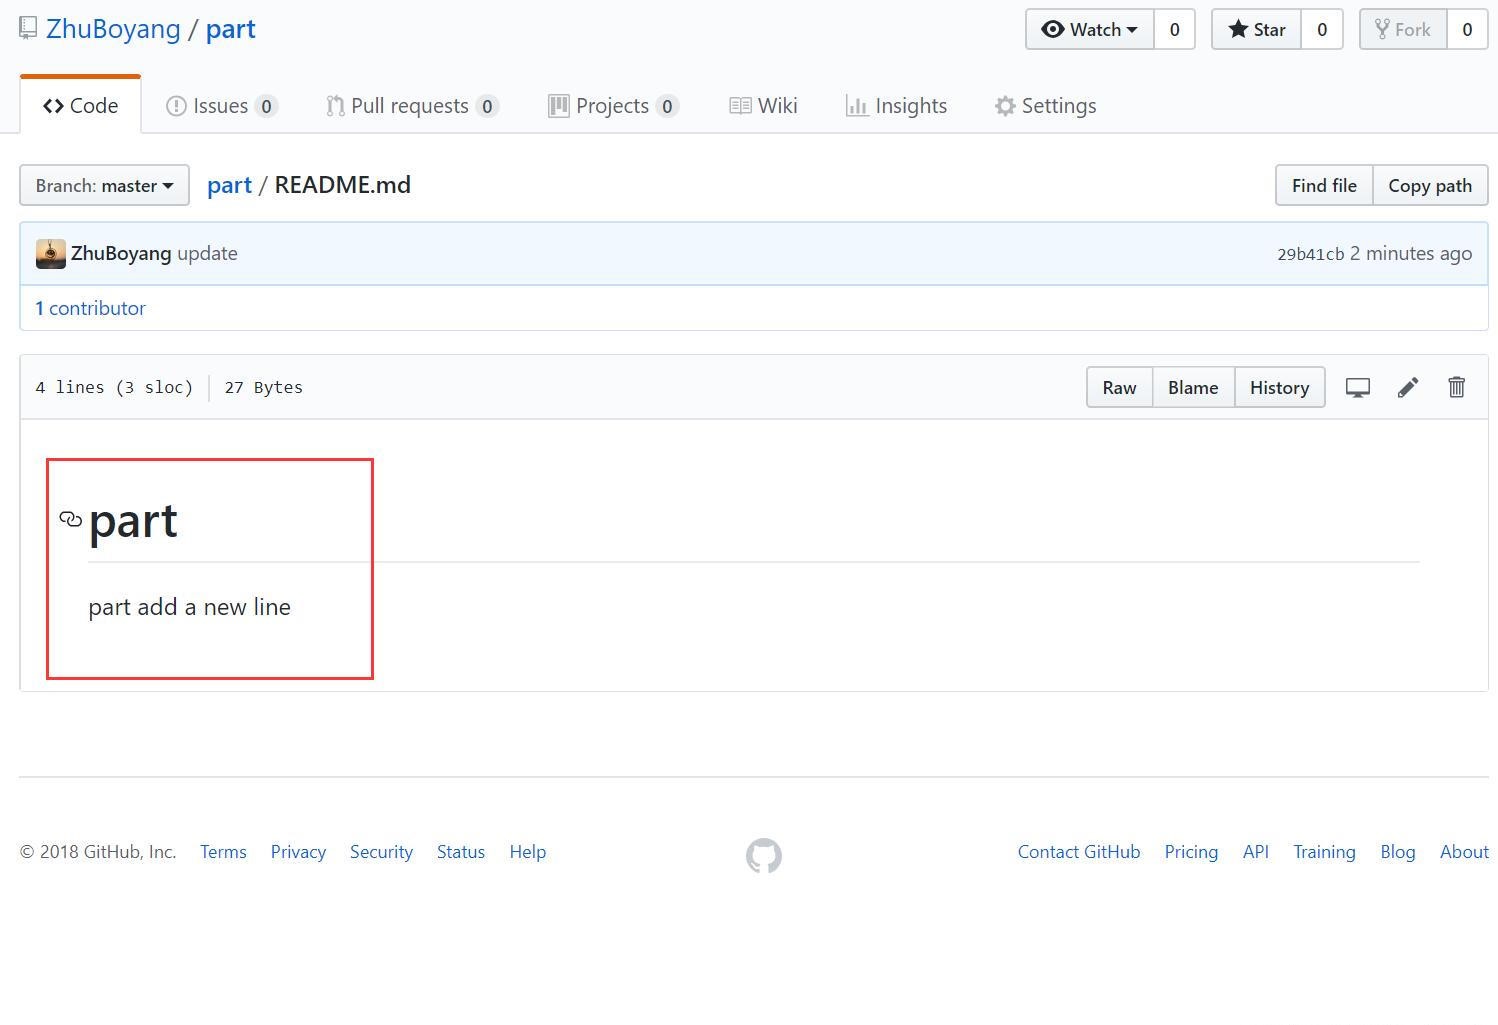 ZhuBoyang / part
Watch 0 Star 0 Fork 0
Code Issues 0 Pull requests 0 Projects 0 Wiki Insights Settings
Branch: master part / README.md Find file Copy path
ZhuBoyang update 29b41cb 2 minutes ago
1 contributor
4 lines (3 sloc) 27 Bytes Raw Blame History
part
part add a new line
© 2018 GitHub, Inc. Terms Privacy Security Status Help Contact GitHub Pricing API Training Blog About